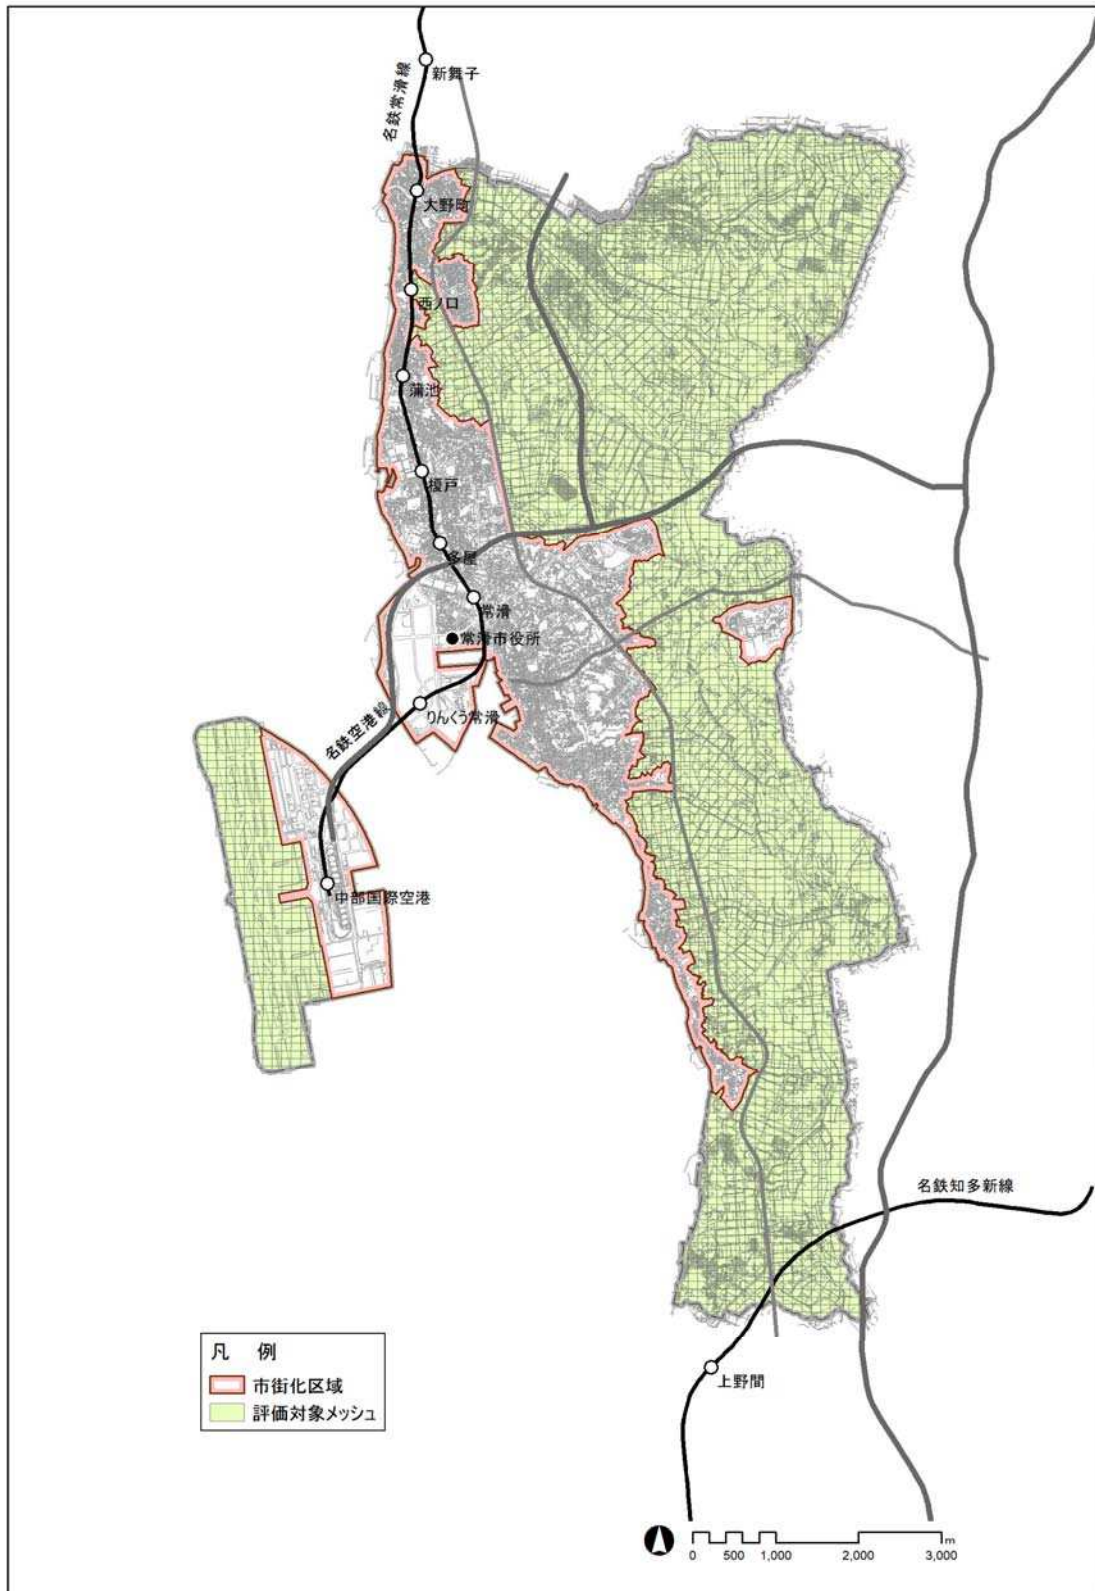 新舞子
名鉄常滑線
大野町
西ノ口
蒲池
榎戸
多屋
常滑
常滑市役所
りんくう常滑
名鉄空港線
中部国際空港
名鉄知多新線
上野間
凡 例
市街化区域
評価対象メッシュ
0 500 1,000 2,000 3,000 m